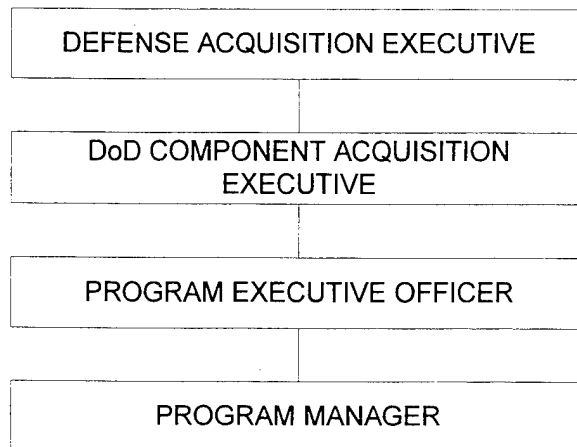 DEFENSE ACQUISITION EXECUTIVE
DoD COMPONENT ACQUISITION
EXECUTIVE
PROGRAM EXECUTIVE OFFICER
PROGRAM MANAGER